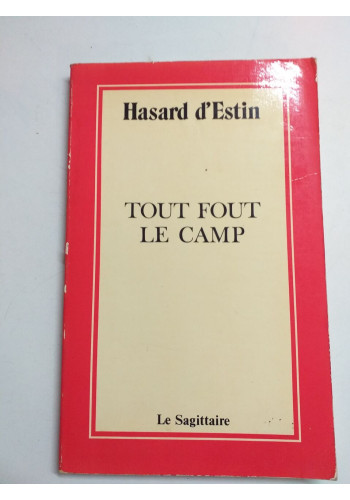 Hasard d'Estin
TOUT FOUT
LE CAMP
Le Sagittaire